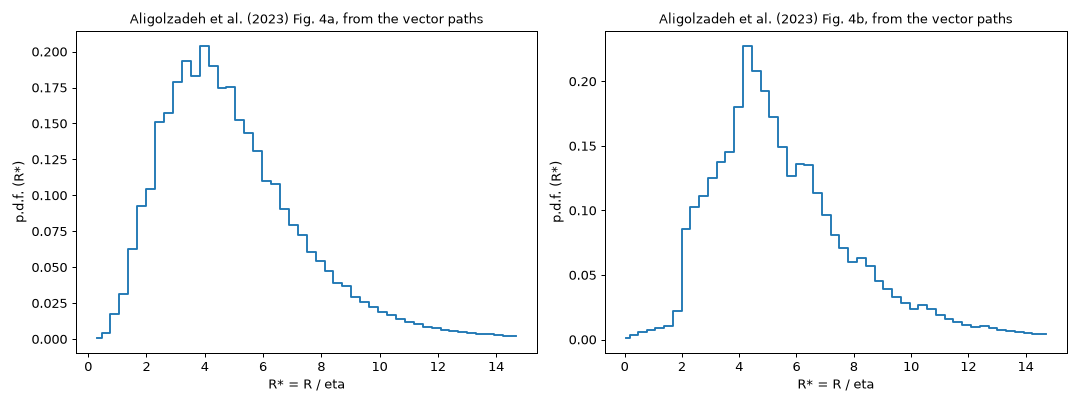 Aligolzadeh et al. (2023) Fig. 4a, from the vector paths
p.d.f. (R*)
0.200
0.175
0.150
0.125
0.100
0.075
0.050
0.025
0.000
0 2 4 6 8 10 12 14
R* = R / eta
Aligolzadeh et al. (2023) Fig. 4b, from the vector paths
p.d.f. (R*)
0.20
0.15
0.10
0.05
0.00
0 2 4 6 8 10 12 14
R* = R / eta